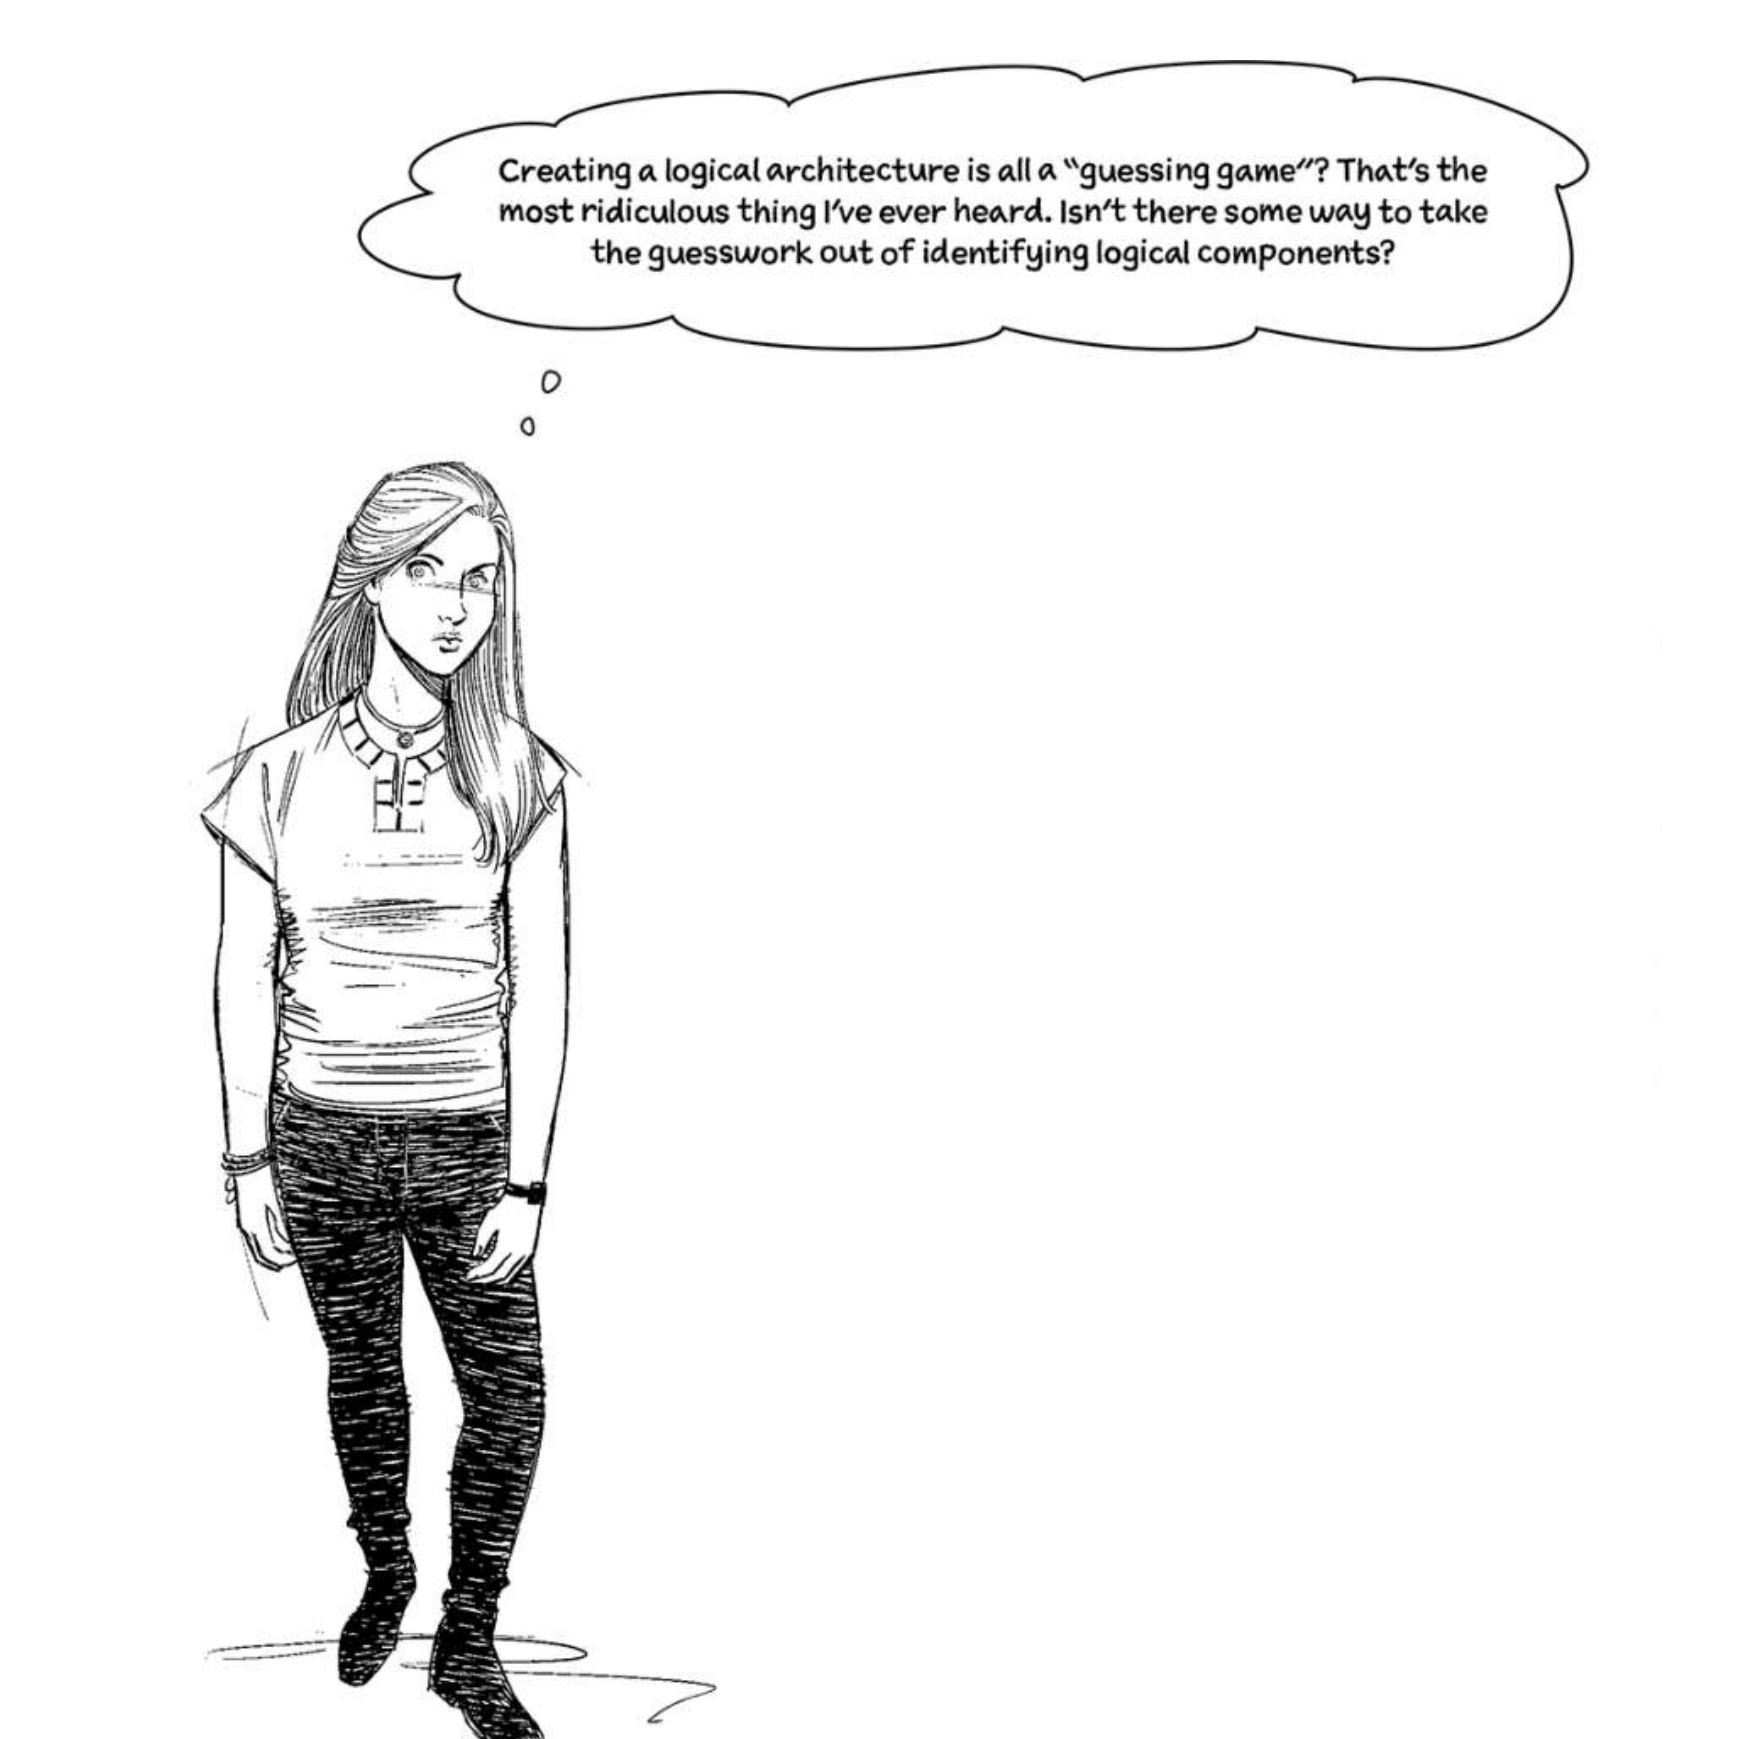 Creating a logical architecture is all a “guessing game”? That’s the
most ridiculous thing I’ve ever heard. Isn’t there some way to take
the guesswork out of identifying logical components?